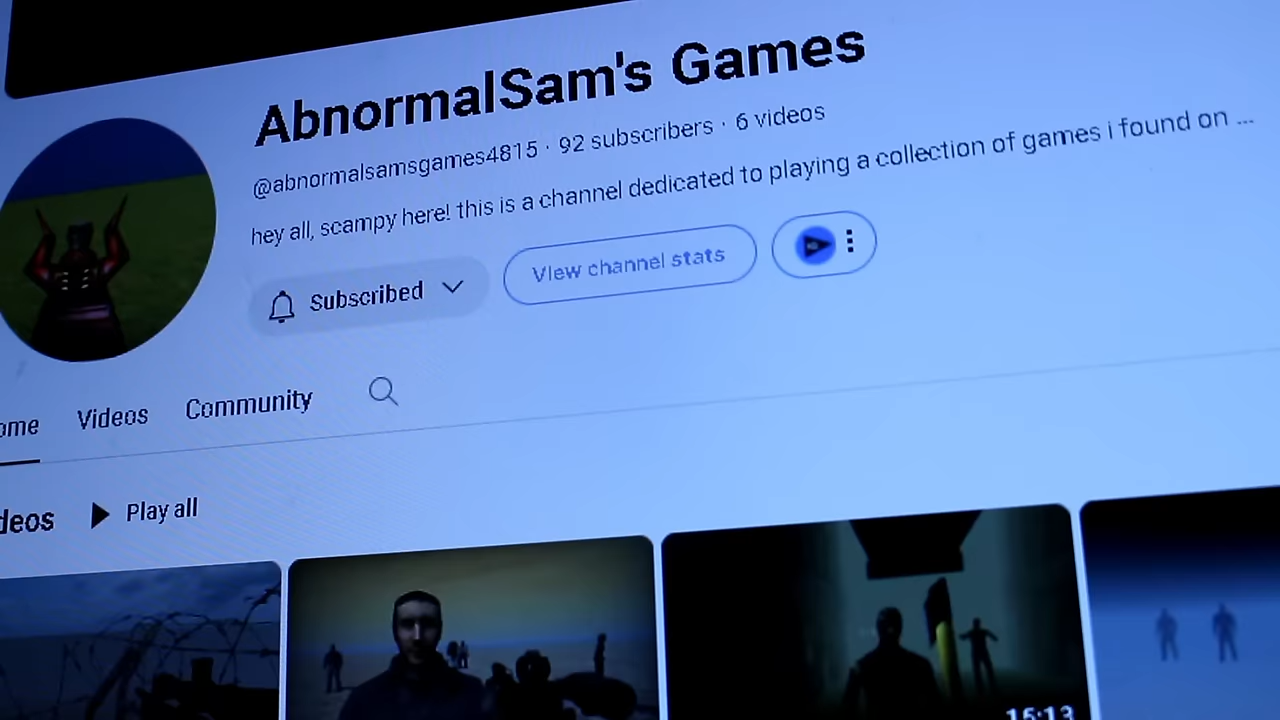 AbnormalSam's Games
@abnormalsamsgames4815 · 92 subscribers · 6 videos
hey all, scampy here! this is a channel dedicated to playing a collection of games i found on ...
Subscribed
View channel stats
ome
Videos
Community
deos
Play all
15:13